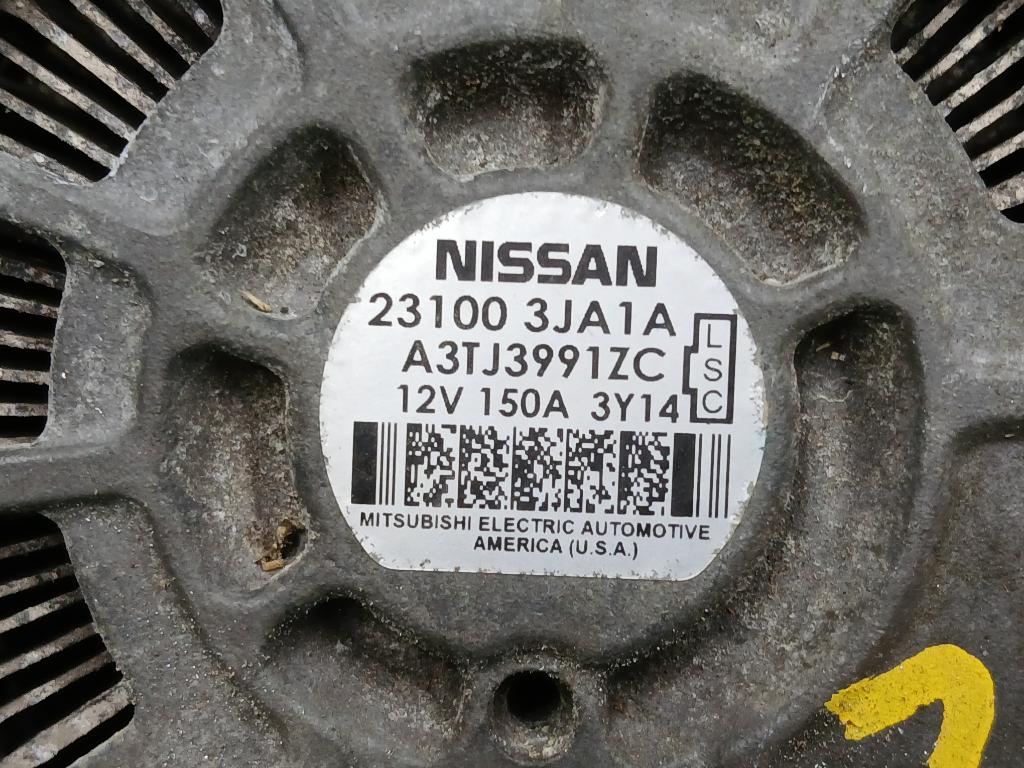 NISSAN
23100 3JA1A
A3TJ3991ZC
12V 150A 3Y14
L
S
C
MITSUBISHI ELECTRIC AUTOMOTIVE
AMERICA (U.S.A.)